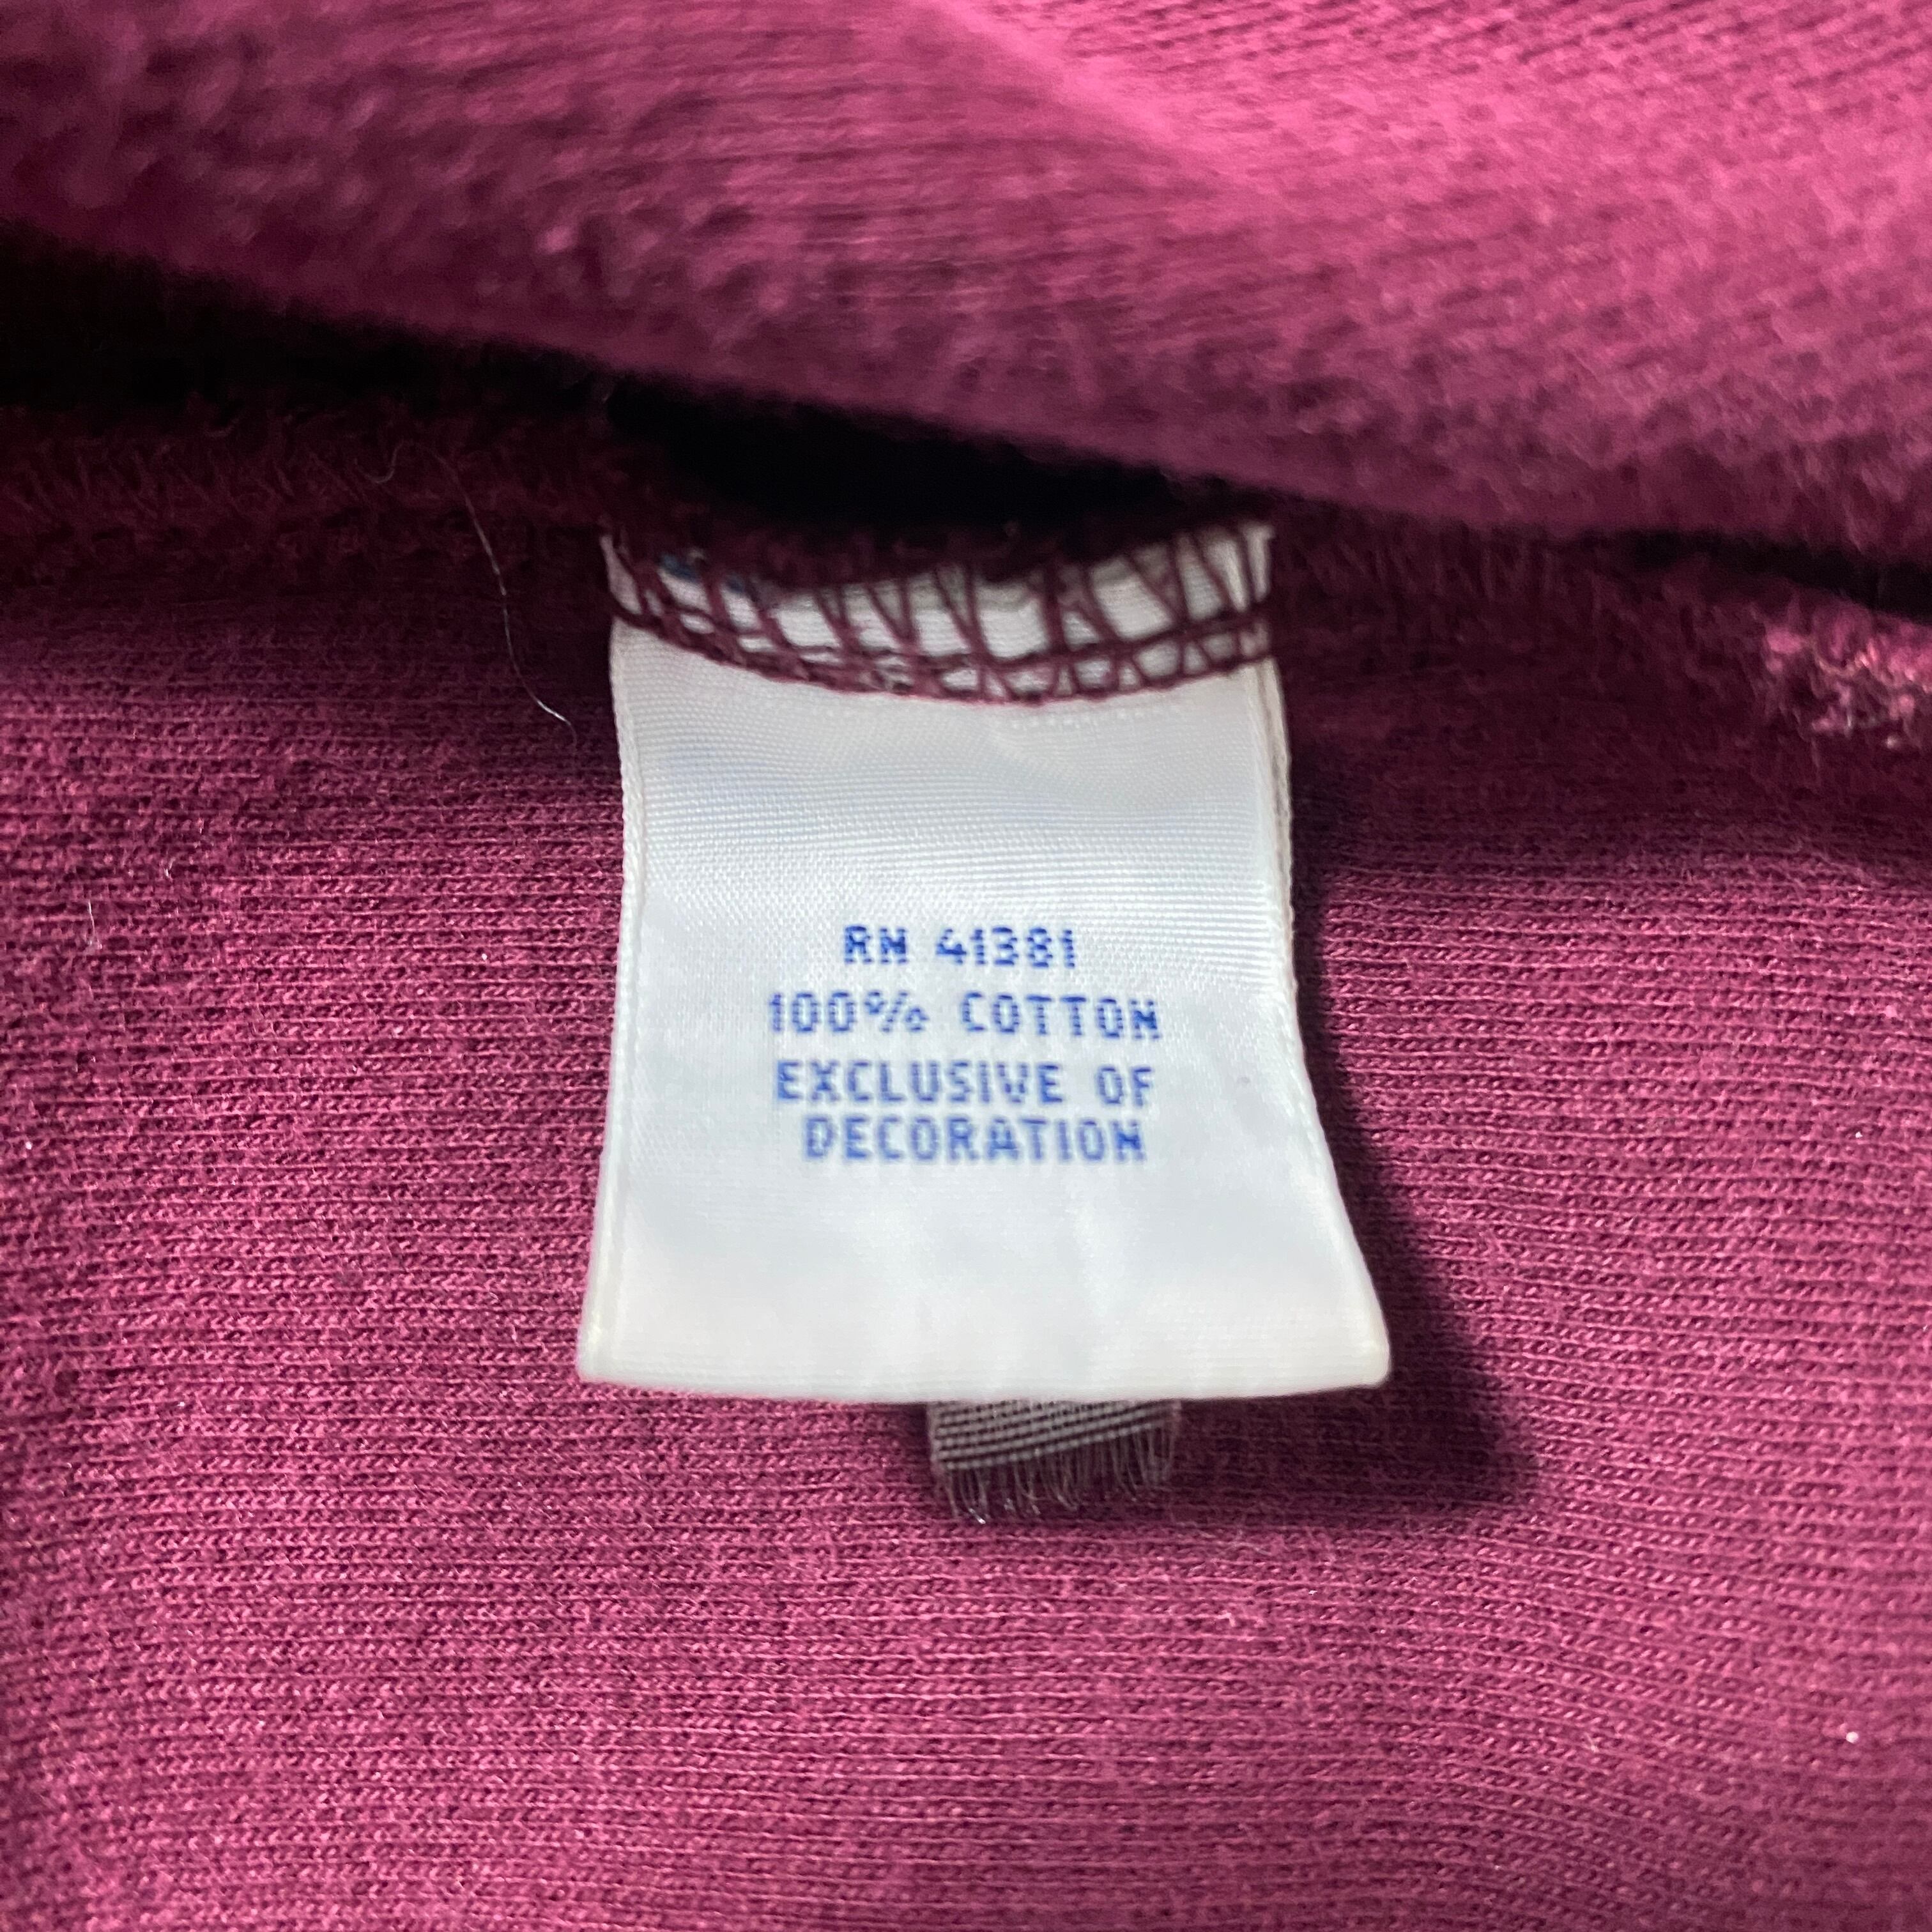 RN 41381
100% COTTON
EXCLUSIVE OF
DECORATION